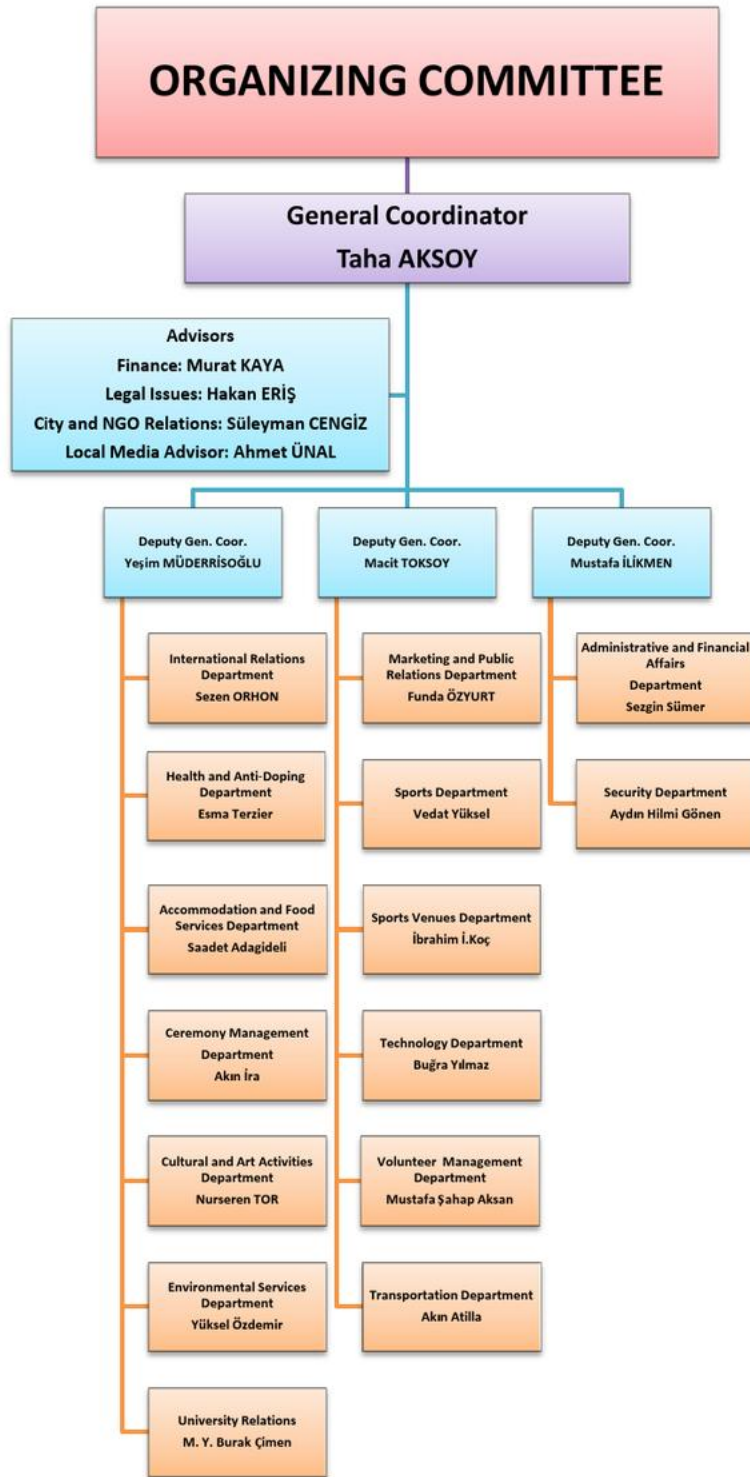 ORGANIZING COMMITTEE
General Coordinator
Taha AKSOY
Advisors
Finance: Murat KAYA
Legal Issues: Hakan ERİŞ
City and NGO Relations: Süleyman CENGİZ
Local Media Advisor: Ahmet ÜNAL
Deputy Gen. Coor.
Yeşim MÜDERRİSOĞLU
International Relations
Department
Sezen ORHON
Health and Anti-Doping
Department
Esma Terzier
Accommodation and Food
Services Department
Saadet Adagideli
Ceremony Management
Department
Akın İra
Cultural and Art Activities
Department
Nurseren TOR
Environmental Services
Department
Yüksel Özdemir
University Relations
M. Y. Burak Çimen
Deputy Gen. Coor.
Macit TOKSOY
Marketing and Public
Relations Department
Funda ÖZYURT
Sports Department
Vedat Yüksel
Sports Venues Department
İbrahim İ.Koç
Technology Department
Buğra Yılmaz
Volunteer Management
Department
Mustafa Şahap Aksan
Transportation Department
Akın Atilla
Deputy Gen. Coor.
Mustafa İLİKMEN
Administrative and Financial
Affairs
Department
Sezgin Sümer
Security Department
Aydın Hilmi Gönen